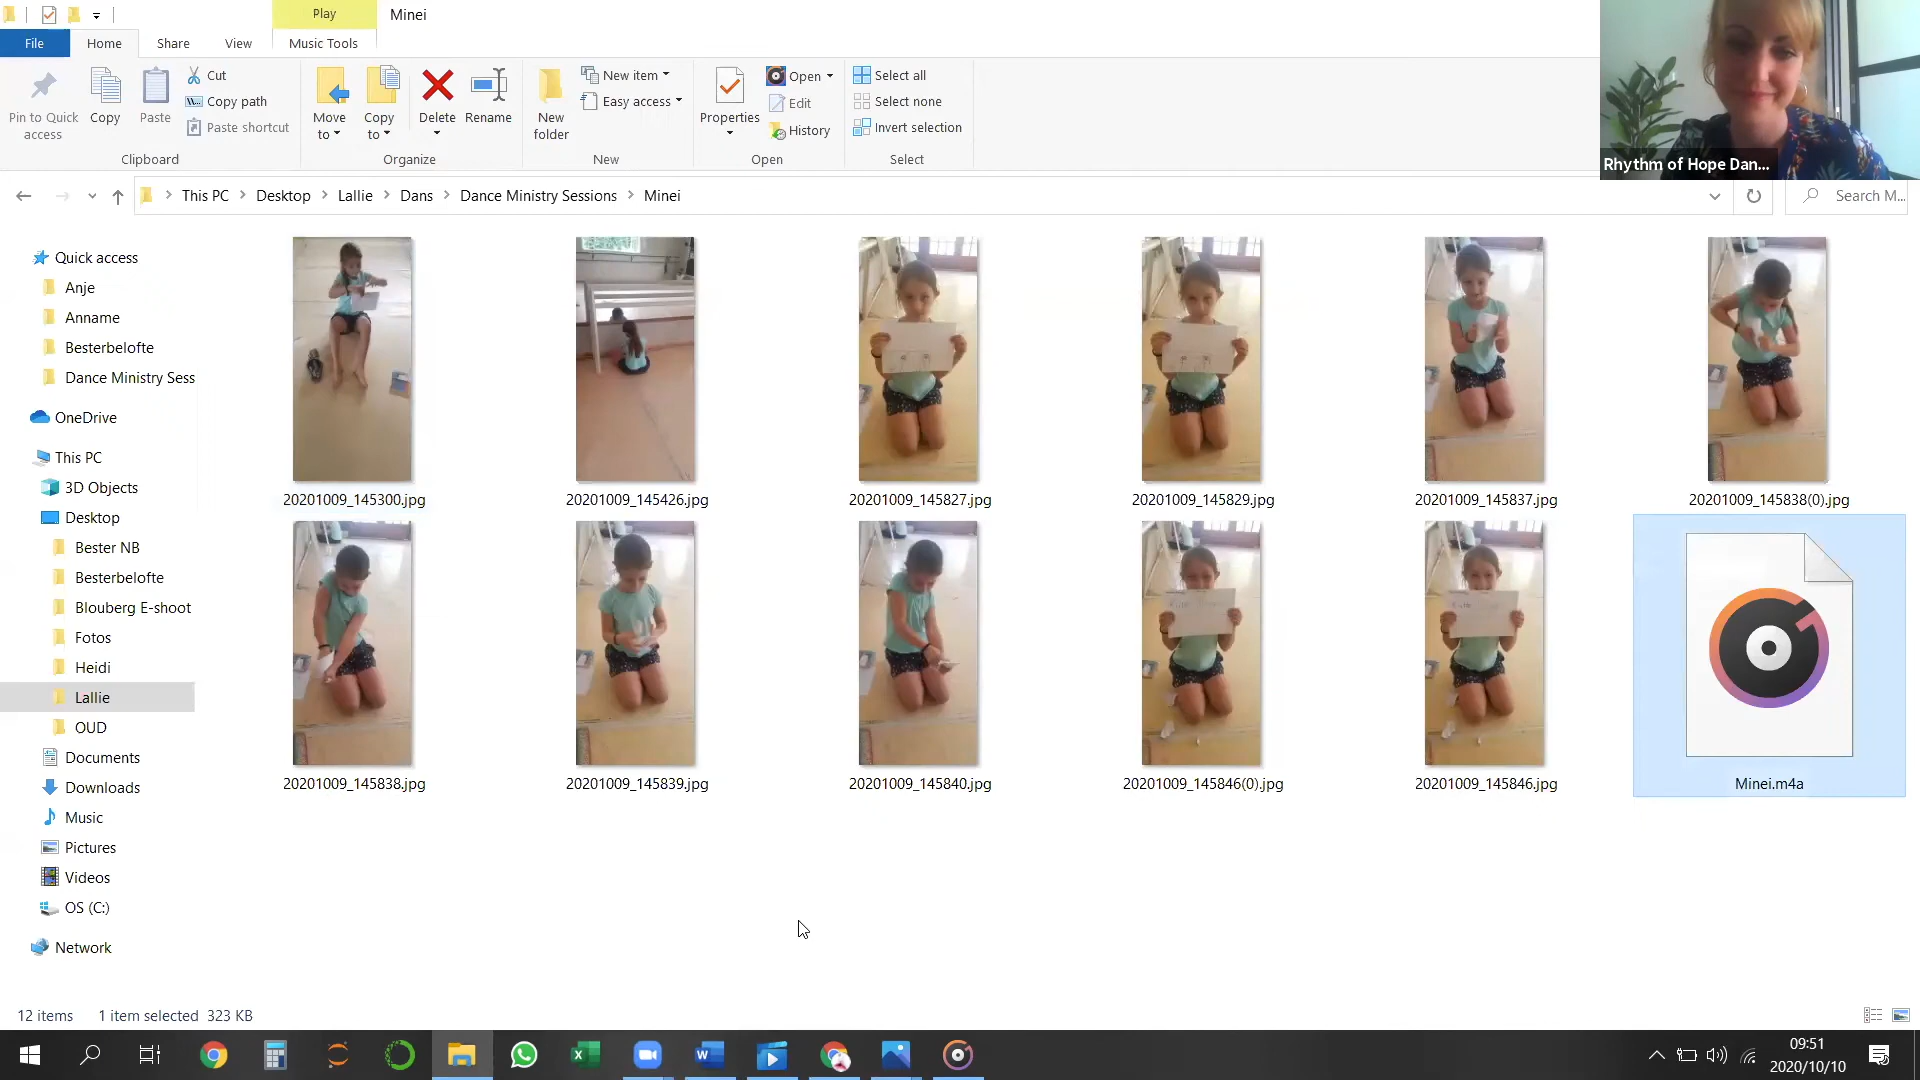 Play
Minei
File
Home
Share
View
Music Tools
Pin to Quick access
Copy
Paste
Cut
Copy path
Paste shortcut
Move to
Copy to
Delete
Rename
New folder
New item
Easy access
Properties
Open
Edit
History
Select all
Select none
Invert selection
Clipboard
Organize
New
Open
Select
Rhythm of Hope Dan...
This PC
Desktop
Lallie
Dans
Dance Ministry Sessions
Minei
Search M...
Quick access
Anje
Anname
Besterbelofte
Dance Ministry Sess
OneDrive
This PC
3D Objects
Desktop
Bester NB
Besterbelofte
Blouberg E-shoot
Fotos
Heidi
Lallie
OUD
Documents
Downloads
Music
Pictures
Videos
OS (C:)
Network
20201009_145300.jpg
20201009_145426.jpg
20201009_145827.jpg
20201009_145829.jpg
20201009_145837.jpg
20201009_145838(0).jpg
20201009_145838.jpg
20201009_145839.jpg
20201009_145840.jpg
20201009_145846(0).jpg
20201009_145846.jpg
Minei.m4a
12 items 1 item selected 323 KB
09:51
2020/10/10